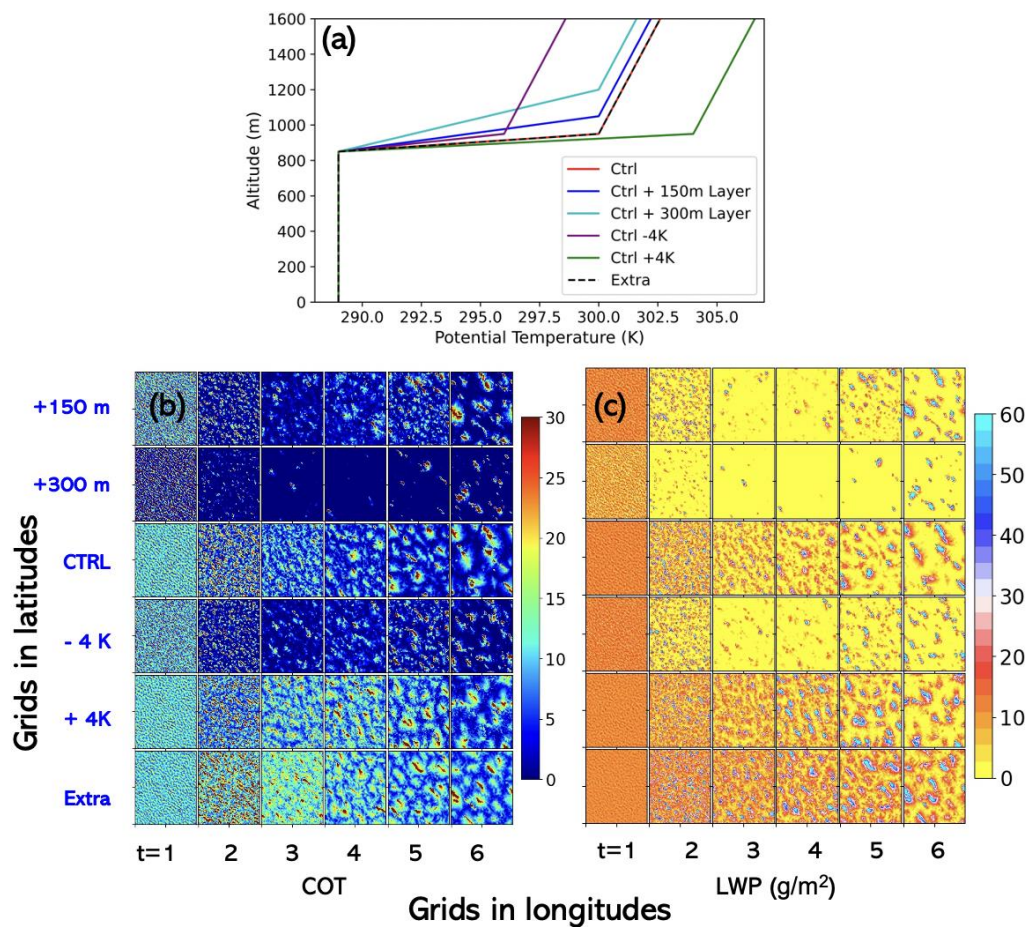 (a)
1600
1400
1200
1000
800
600
400
200
0
Altitude (m)
Ctrl
Ctrl + 150m Layer
Ctrl + 300m Layer
Ctrl -4K
Ctrl +4K
Extra
290.0 292.5 295.0 297.5 300.0 302.5 305.0
Potential Temperature (K)
Grids in latitudes
+150 m
+300 m
CTRL
- 4 K
+ 4K
Extra
(b)
30
25
20
15
10
5
0
t=1 2 3 4 5 6
COT
(c)
60
50
40
30
20
10
0
t=1 2 3 4 5 6
LWP (g/m²)
Grids in longitudes